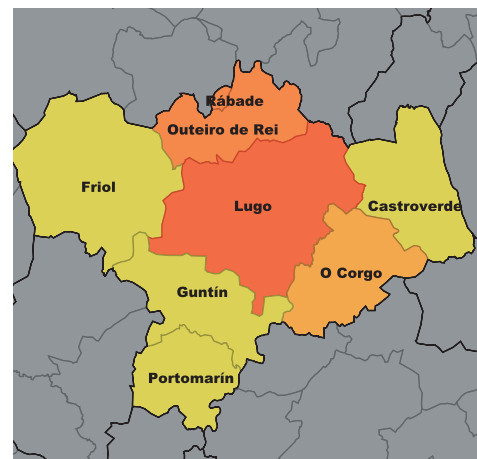 Rábade
Outeiro de Rei
Friol
Lugo
Castroverde
O Corgo
Guntín
Portomarín